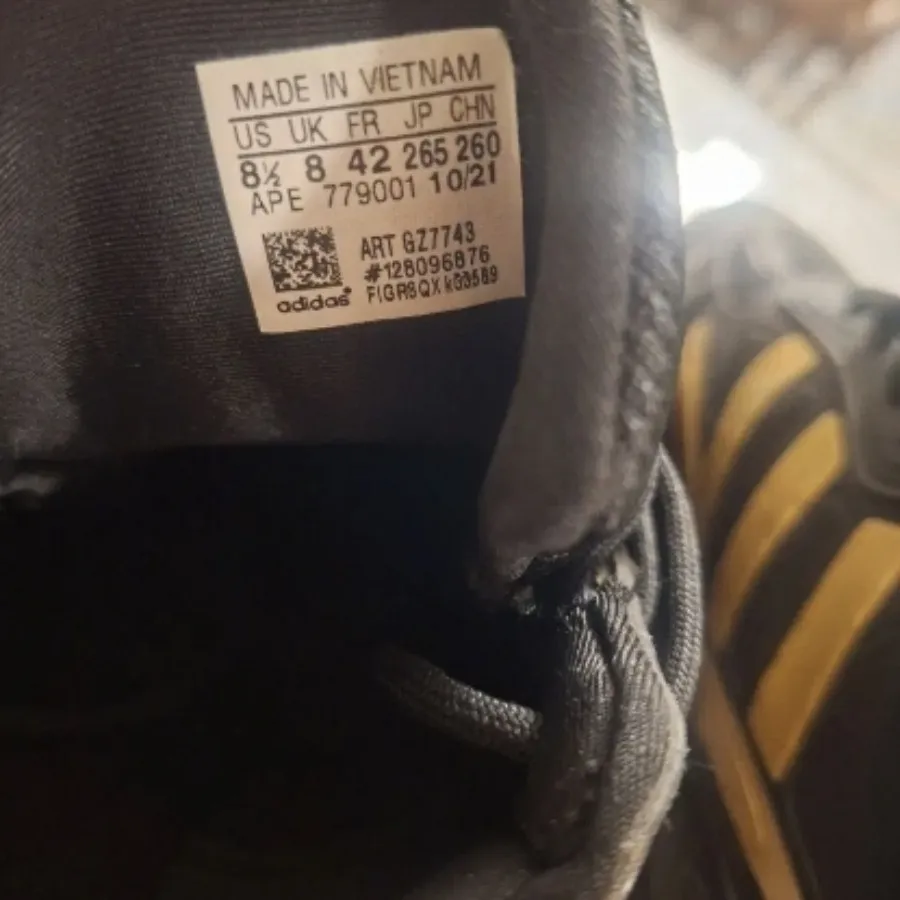 MADE IN VIETNAM
US UK FR JP CHN
8½ 8 42 265 260
APE 779001 10/21
ART GZ7743
#128096876
adidas®